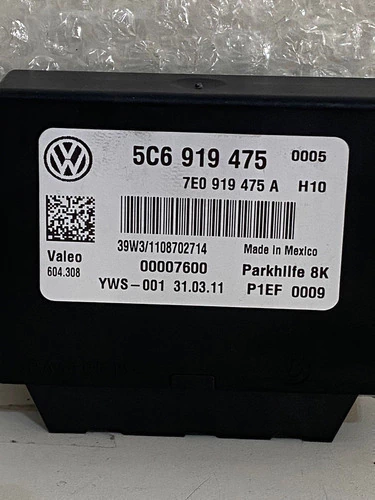 5C6 919 475 0005
7E0 919 475 A H10
39W3/1108702714 Made in Mexico
Valeo 00007600 Parkhilfe 8K
604.308
YWS-001 31.03.11 P1EF 0009